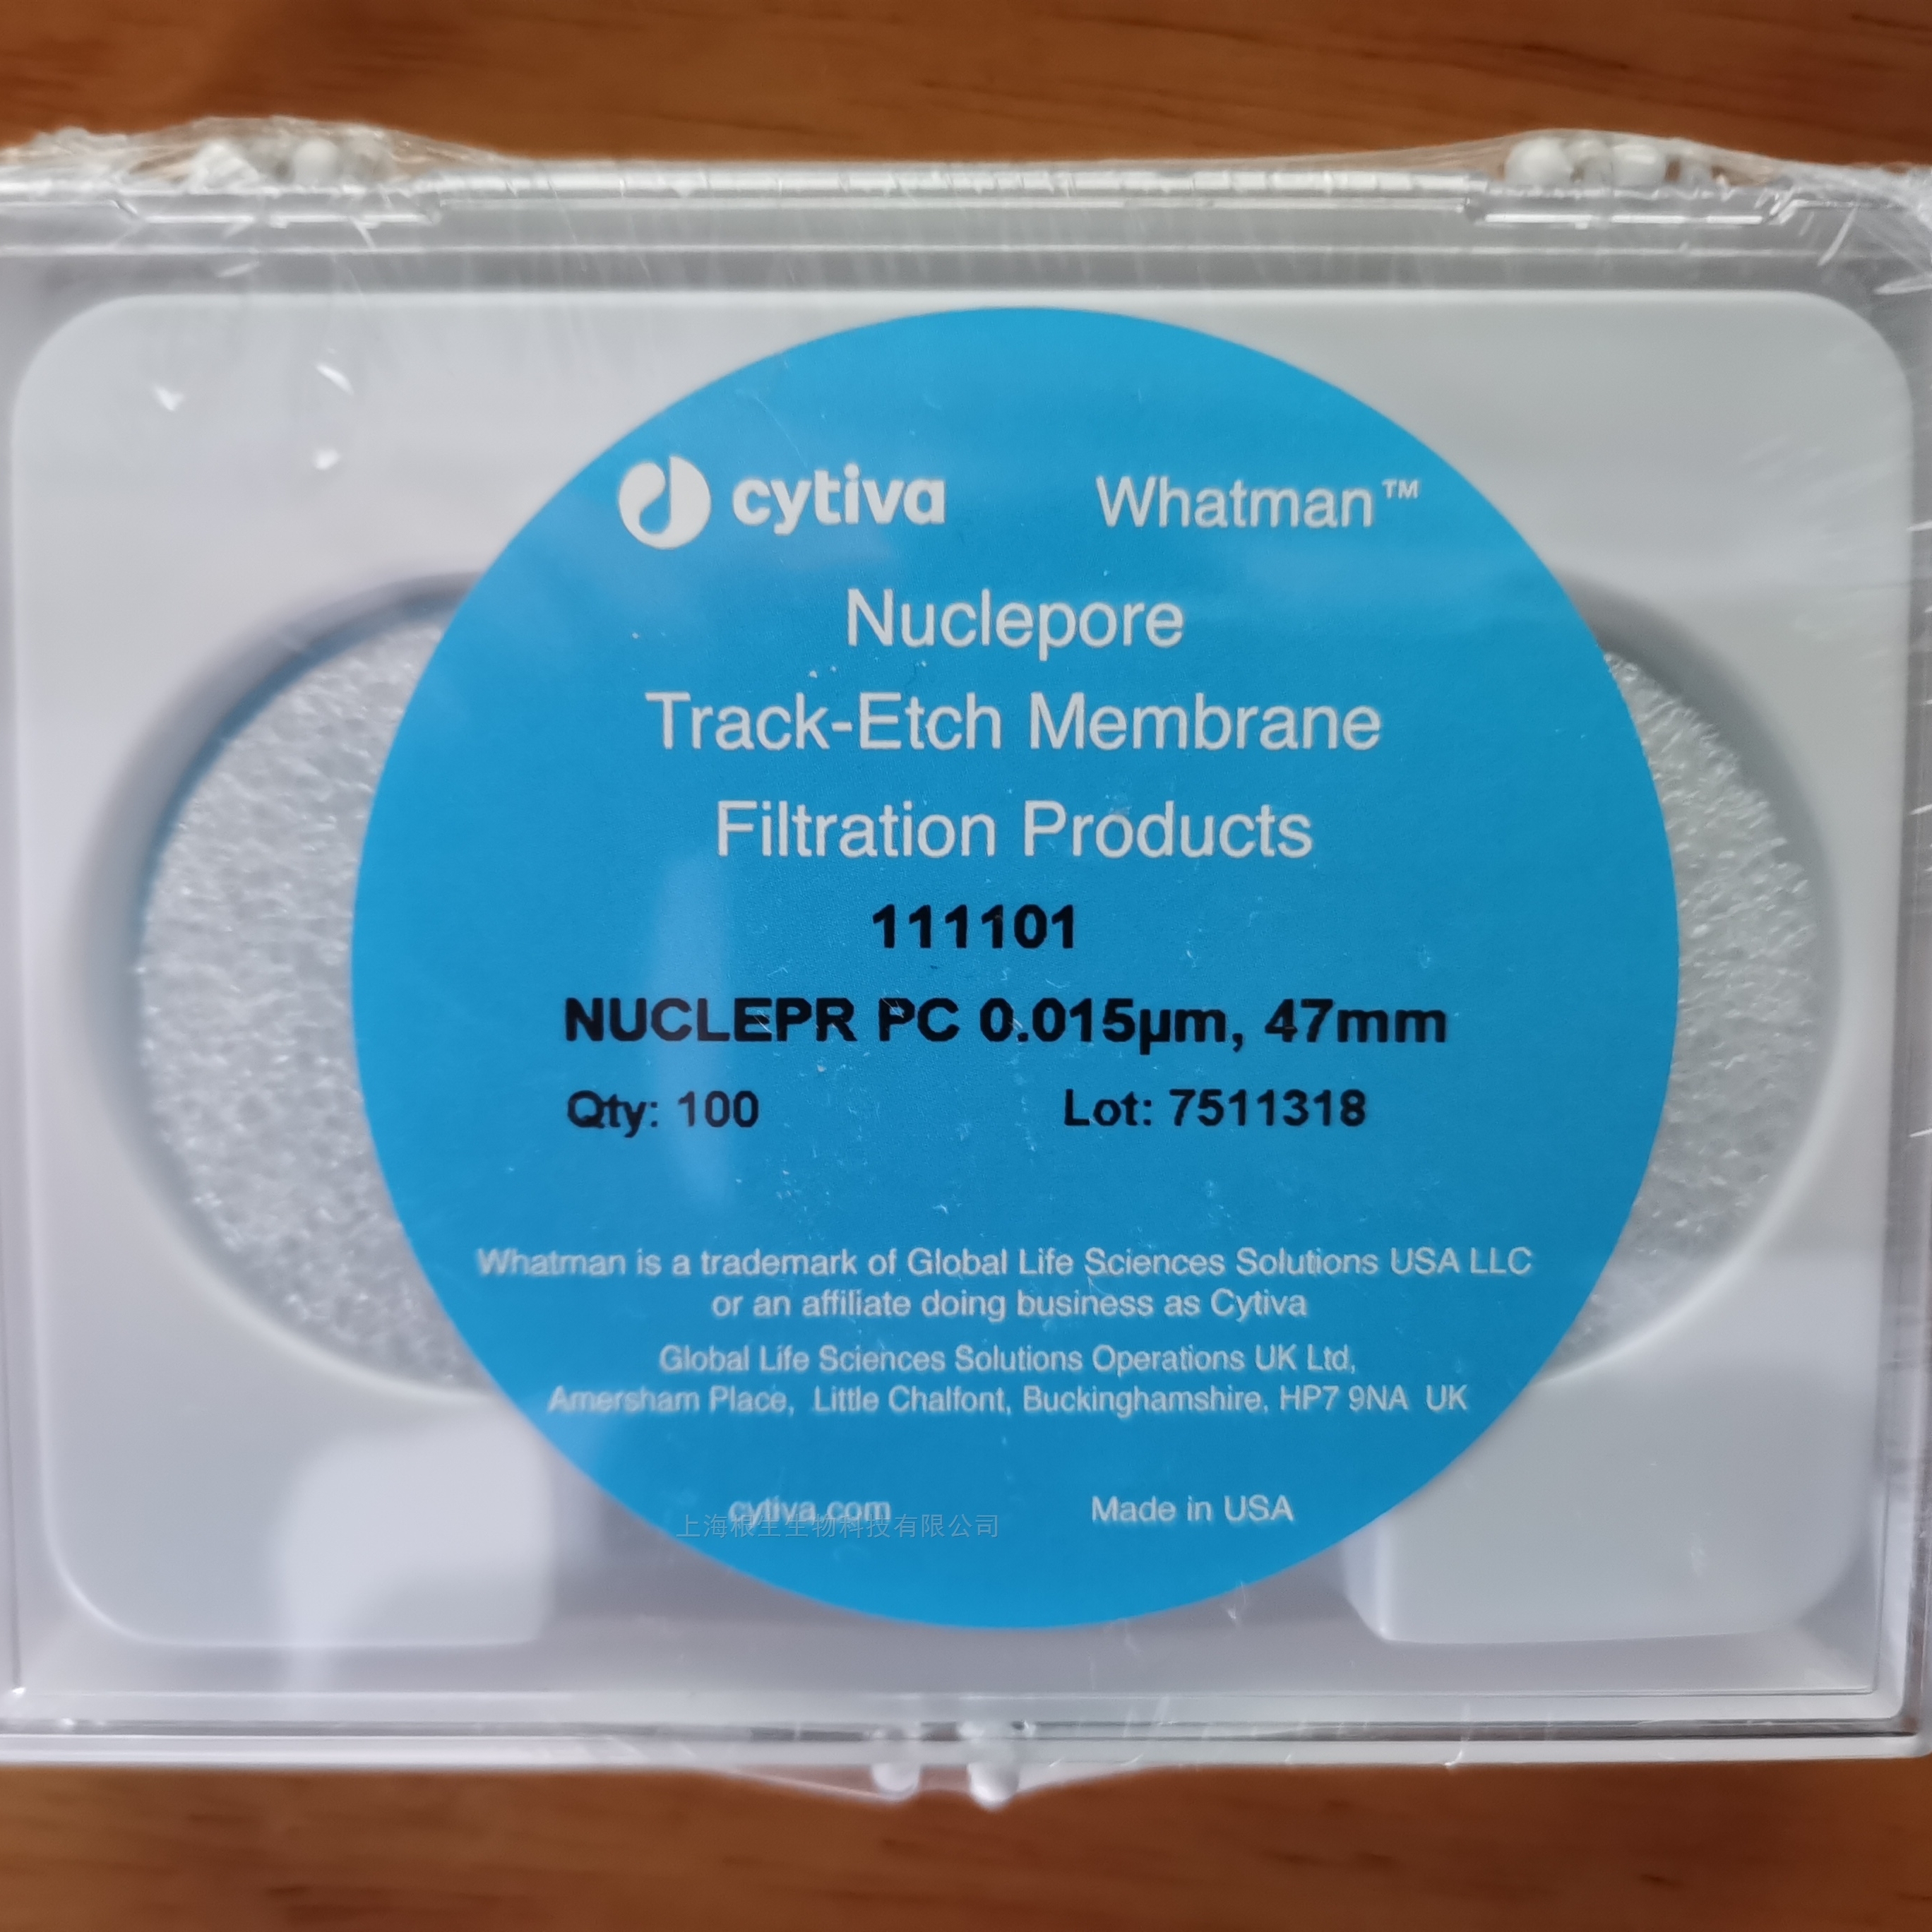 cytiva Whatman™
Nuclepore
Track-Etch Membrane
Filtration Products
111101
NUCLEPR PC 0.015µm, 47mm
Qty: 100 Lot: 7511318
Whatman is a trademark of Global Life Sciences Solutions USA LLC
or an affiliate doing business as Cytiva
Global Life Sciences Solutions Operations UK Ltd,
Amersham Place, Little Chalfont, Buckinghamshire, HP7 9NA UK
cytiva.com Made in USA
上海根生生物科技有限公司